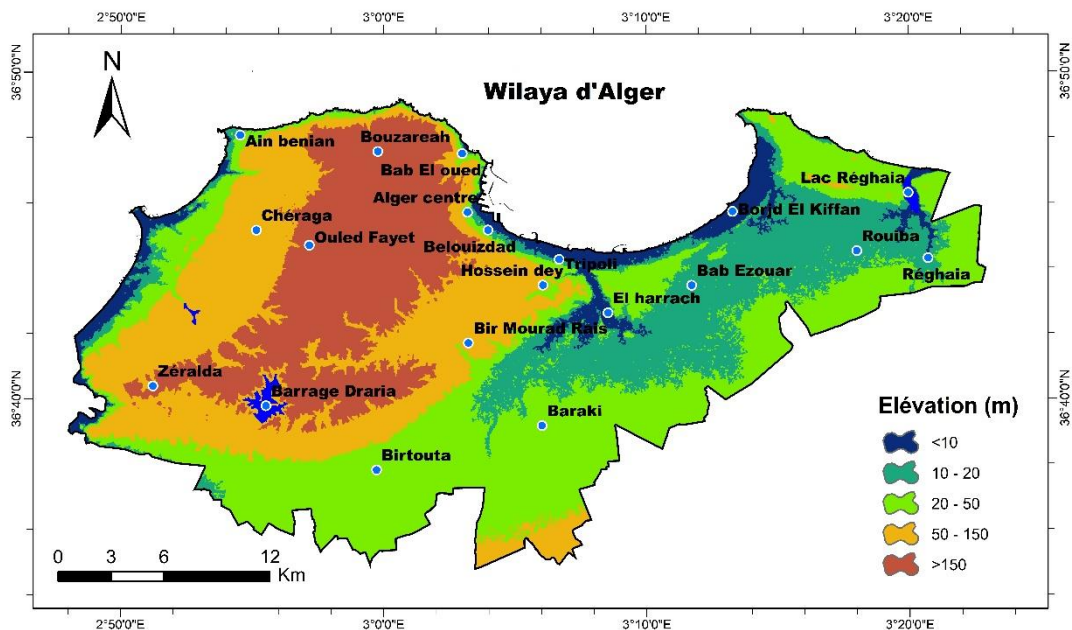 2°50'0"E 3°0'0"E 3°10'0"E 3°20'0"E
36°50'0"N 36°50'0"N
N
Wilaya d'Alger
Ain benian
Bouzareah
Bab El oued
Lac Réghaia
Alger centre
Chéraga
Borjd El Kiffan
Ouled Fayet
Belouizdad
Rouiba
Tripoli
Hossein dey
Bab Ezouar
Réghaia
El harrach
Bir Mourad Rais
Zéralda
Barrage Draria
36°40'0"N 36°40'0"N
Baraki
Birtouta
Elévation (m)
<10
10 - 20
20 - 50
50 - 150
>150
0 3 6 12
Km
2°50'0"E 3°0'0"E 3°10'0"E 3°20'0"E